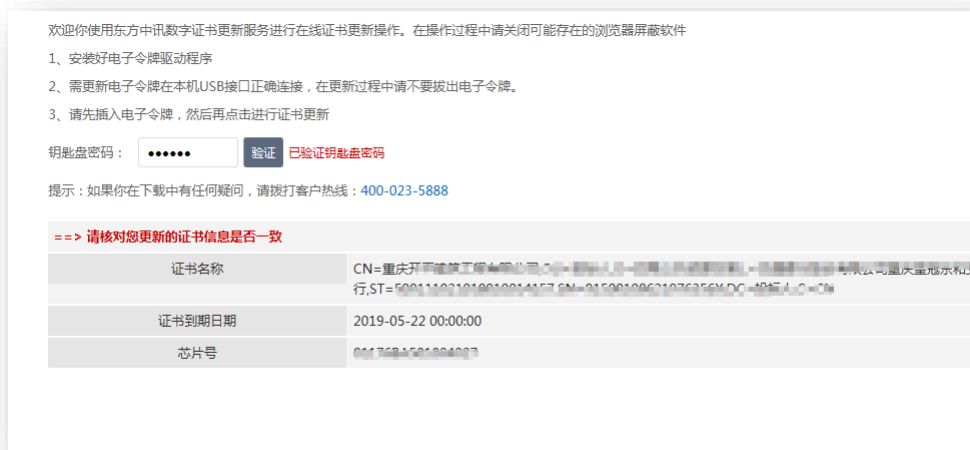 欢迎你使用东方中讯数字证书更新服务进行在线证书更新操作。在操作过程中请关闭可能存在的浏览器屏蔽软件
1、安装好电子令牌驱动程序
2、需更新电子令牌在本机USB接口正确连接，在更新过程中请不要拔出电子令牌。
3、请先插入电子令牌，然后再点击进行证书更新
钥匙盘密码： •••••• 验证 已验证钥匙盘密码
提示：如果你在下载中有任何疑问，请拨打客户热线：400-023-5888
==> 请核对您更新的证书信息是否一致
证书名称 CN=重庆
行,ST=
证书到期日期 2019-05-22 00:00:00
芯片号